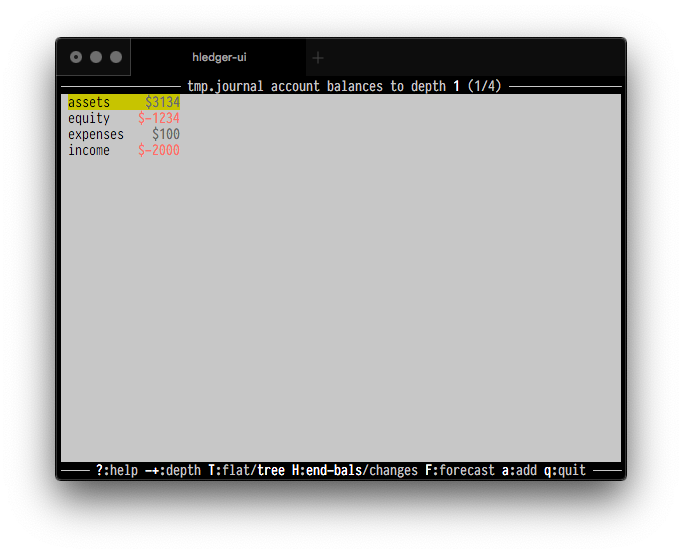 hledger-ui
tmp.journal account balances to depth 1 (1/4)
assets $3134
equity $-1234
expenses $100
income $-2000
?:help -+:depth T:flat/tree H:end-bals/changes F:forecast a:add q:quit